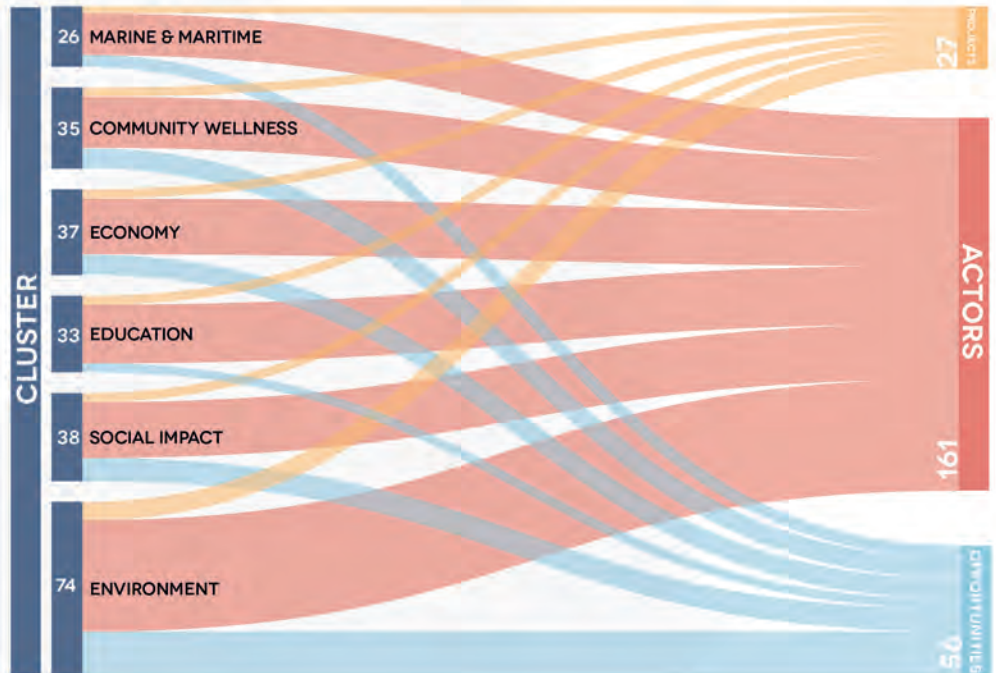 CLUSTER
26 MARINE & MARITIME
35 COMMUNITY WELLNESS
37 ECONOMY
33 EDUCATION
38 SOCIAL IMPACT
74 ENVIRONMENT
PROJECTS
27
ACTORS
161
OPPORTUNITIES